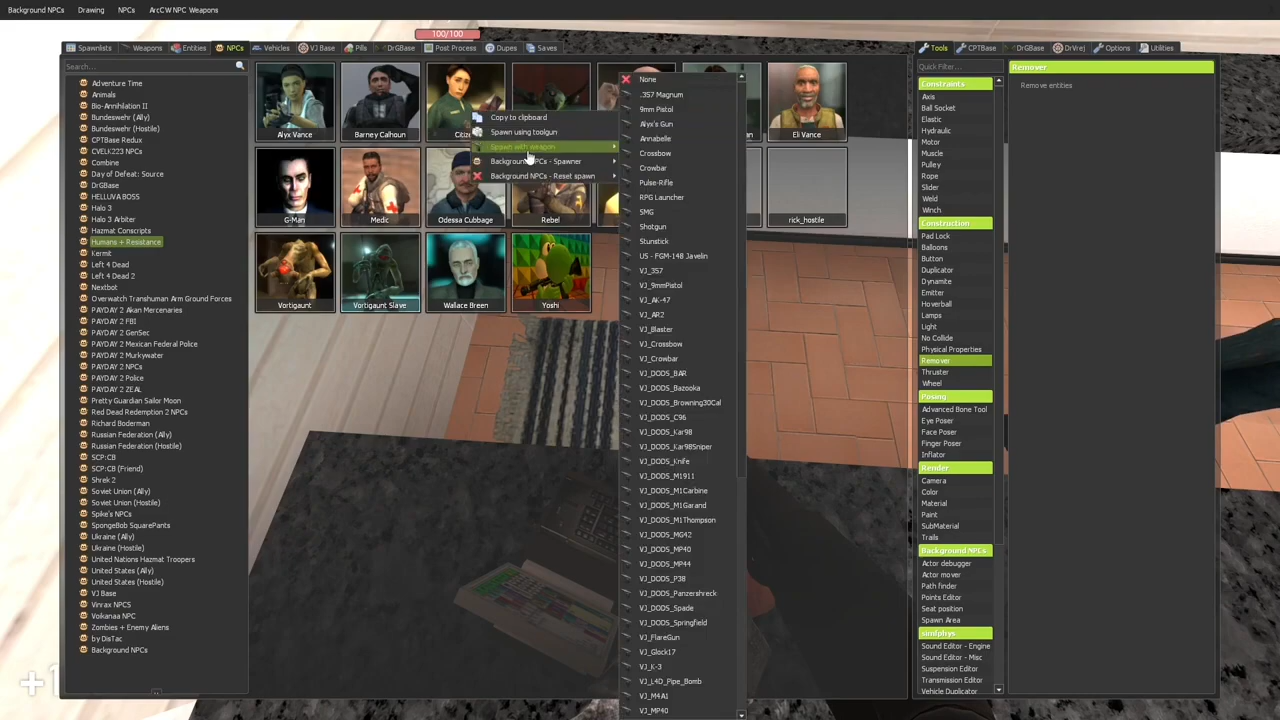 Background NPCs Drawing NPCs ArcCW NPC Weapons
100/100
Spawnlists Weapons Entities NPCs Vehicles VJ Base Pills DrGBase Post Process Dupes Saves
Tools CPTBase DrGBase DrVrej Options Utilities
Search...
Adventure Time
Animals
Bio-Annihilation II
Bundeswehr (Ally)
Bundeswehr (Hostile)
CPTBase Redux
CVELK223 NPCs
Combine
Day of Defeat: Source
DrGBase
HELLUVA BOSS
Halo 3
Halo 3 Arbiter
Hazmat Conscripts
Humans + Resistance
Kermit
Left 4 Dead
Left 4 Dead 2
Nextbot
Overwatch Transhuman Arm Ground Forces
PAYDAY 2 Akan Mercenaries
PAYDAY 2 FBI
PAYDAY 2 GenSec
PAYDAY 2 Mexican Federal Police
PAYDAY 2 Murkywater
PAYDAY 2 NPCs
PAYDAY 2 Police
PAYDAY 2 ZEAL
Pretty Guardian Sailor Moon
Red Dead Redemption 2 NPCs
Richard Boderman
Russian Federation (Ally)
Russian Federation (Hostile)
SCP:CB
SCP:CB (Friend)
Shrek 2
Soviet Union (Ally)
Soviet Union (Hostile)
Spike's NPCs
SpongeBob SquarePants
Ukraine (Ally)
Ukraine (Hostile)
United Nations Hazmat Troopers
United States (Ally)
United States (Hostile)
VJ Base
Vinrax NPCS
Voikanaa NPC
Zombies + Enemy Aliens
by DisTac
Background NPCs
Alyx Vance
Barney Calhoun
Eli Vance
G-Man
Medic
Odessa Cubbage
Rebel
rick_hostile
Vortigaunt
Vortigaunt Slave
Wallace Breen
Yoshi
Copy to clipboard
Spawn using toolgun
Spawn with weapon
Background NPCs - Spawner
Background NPCs - Reset spawn
None
.357 Magnum
9mm Pistol
Alyx's Gun
Annabelle
Crossbow
Crowbar
Pulse-Rifle
RPG Launcher
SMG
Shotgun
Stunstick
US - FGM-148 Javelin
VJ_357
VJ_9mmPistol
VJ_AK-47
VJ_AR2
VJ_Blaster
VJ_Crossbow
VJ_Crowbar
VJ_DODS_BAR
VJ_DODS_Bazooka
VJ_DODS_Browning30Cal
VJ_DODS_C96
VJ_DODS_Kar98
VJ_DODS_Kar98Sniper
VJ_DODS_Knife
VJ_DODS_M1911
VJ_DODS_M1Carbine
VJ_DODS_M1Garand
VJ_DODS_M1Thompson
VJ_DODS_MG42
VJ_DODS_MP40
VJ_DODS_MP44
VJ_DODS_P38
VJ_DODS_Panzershreck
VJ_DODS_Spade
VJ_DODS_Springfield
VJ_FlareGun
VJ_Glock17
VJ_K-3
VJ_L4D_Pipe_Bomb
VJ_M4A1
VJ_MP40
Quick Filter...
Constraints
Axis
Ball Socket
Elastic
Hydraulic
Motor
Muscle
Pulley
Rope
Slider
Weld
Winch
Construction
Pad Lock
Balloons
Button
Duplicator
Dynamite
Emitter
Hoverball
Lamps
Light
No Collide
Physical Properties
Remover
Thruster
Wheel
Posing
Advanced Bone Tool
Eye Poser
Face Poser
Finger Poser
Inflator
Render
Camera
Color
Material
Paint
SubMaterial
Trails
Background NPCs
Actor debugger
Actor mover
Path finder
Points Editor
Seat position
Spawn Area
simfphys
Sound Editor - Engine
Sound Editor - Misc
Suspension Editor
Transmission Editor
Vehicle Duplicator
Remover
Remove entities